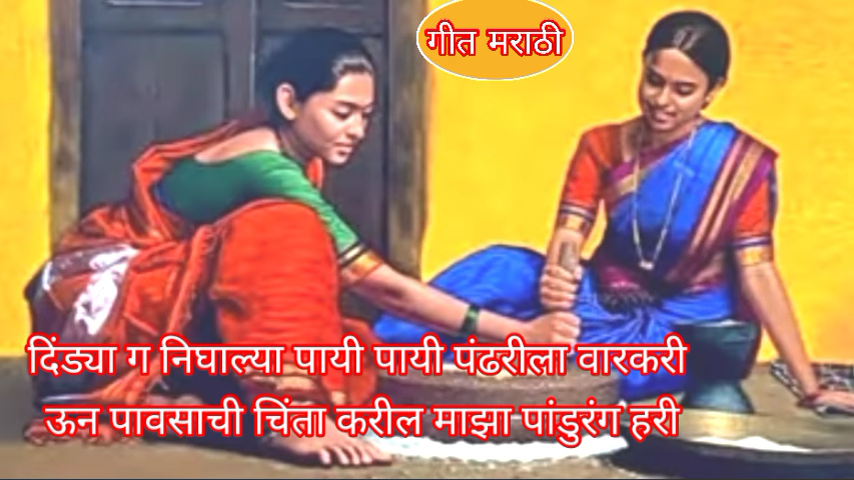 गीत मराठी
दिंड्या ग निघाल्या पायी पायी पंढरीला वारकरी
ऊन पावसाची चिंता करील माझा पांडुरंग हरी